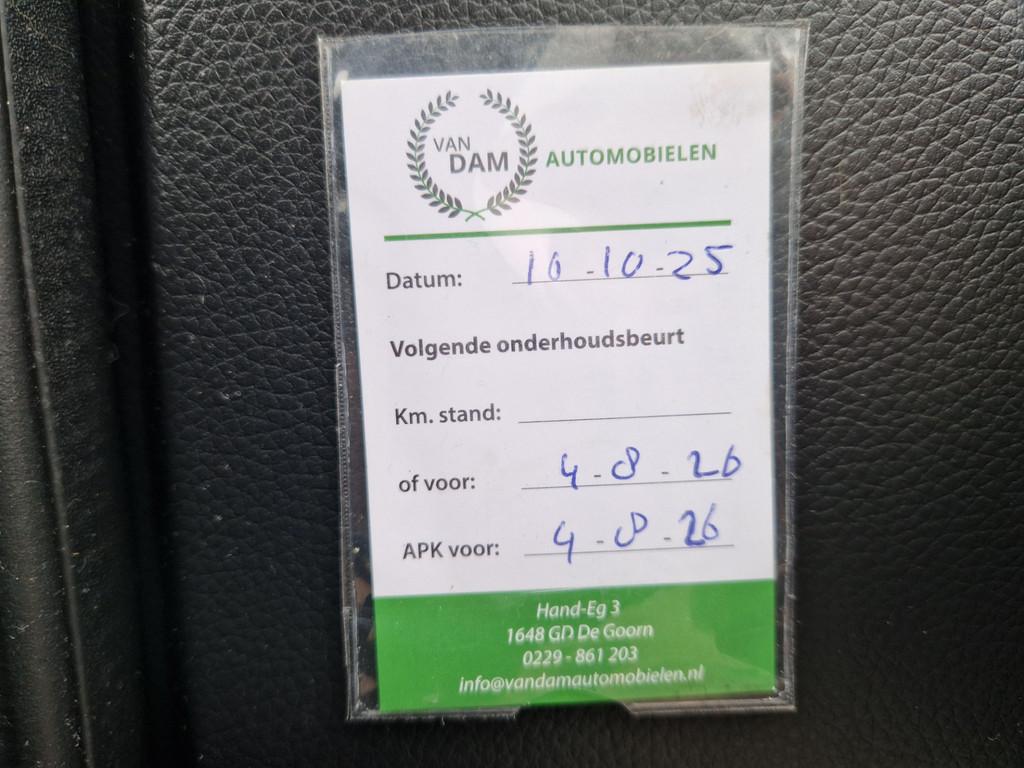 VAN
DAM
AUTOMOBIELEN
Datum: 10-10-25
Volgende onderhoudsbeurt
Km. stand:
of voor: 4-8-26
APK voor: 4-8-26
Hand-Eg 3
1648 GD De Goorn
0229 - 861 203
info@vandamautomobielen.nl